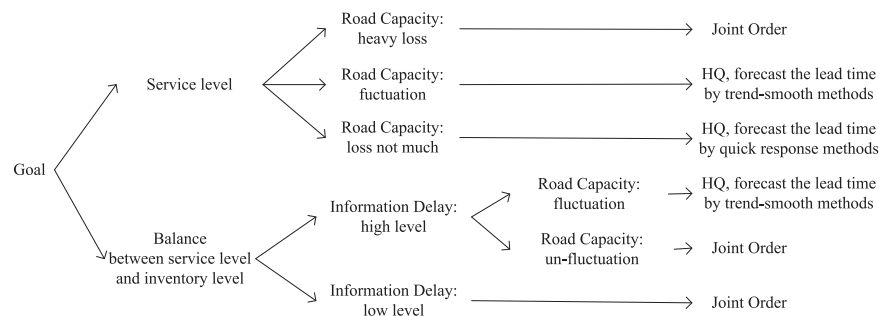 Road Capacity:
heavy loss
Joint Order
Service level
Road Capacity:
fuctuation
HQ, forecast the lead time
by trend-smooth methods
Road Capacity:
loss not much
HQ, forecast the lead time
by quick response methods
Goal
Balance
between service level
and inventory level
Information Delay:
high level
Road Capacity:
fluctuation
HQ, forecast the lead time
by trend-smooth methods
Road Capacity:
un-fluctuation
Joint Order
Information Delay:
low level
Joint Order